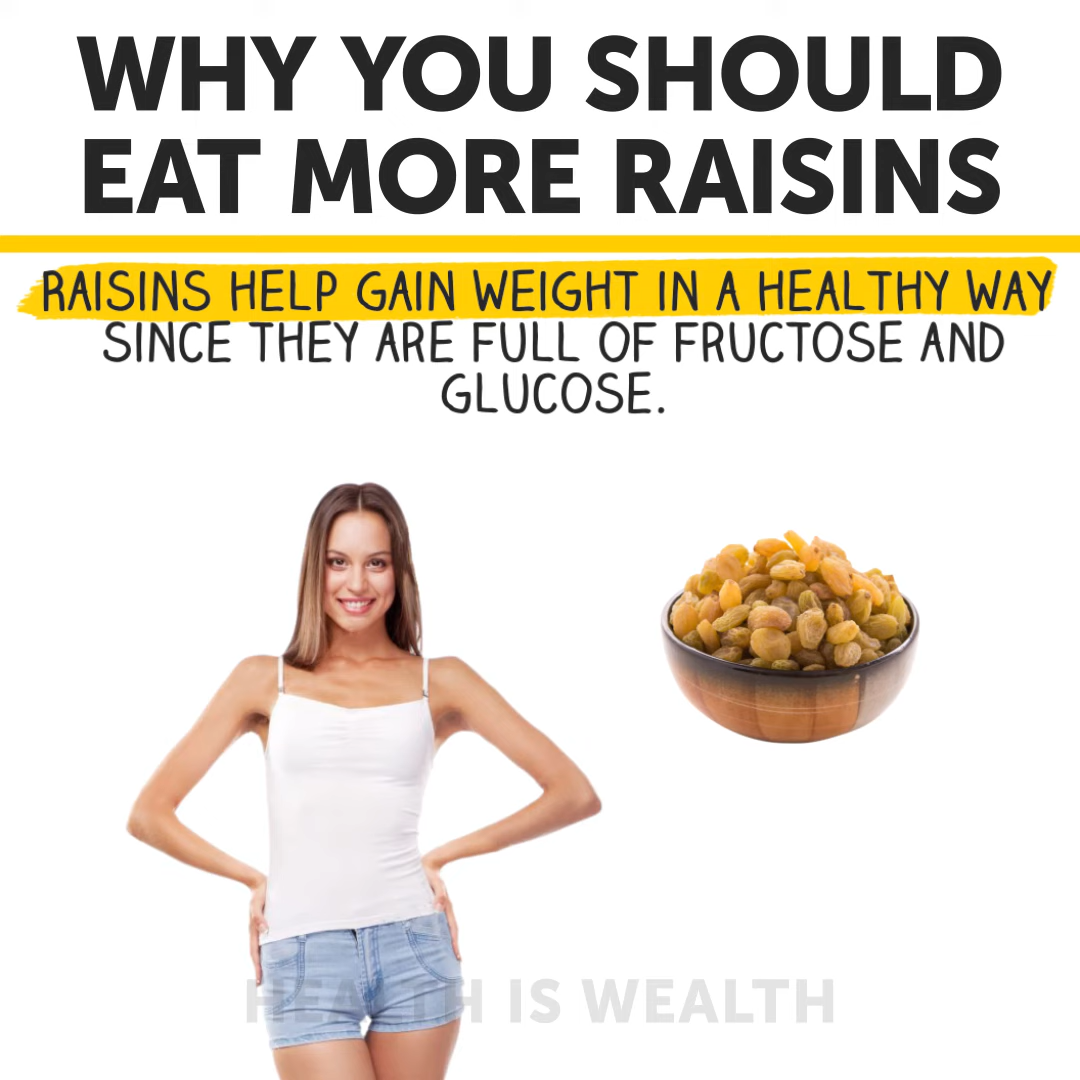 WHY YOU SHOULD
EAT MORE RAISINS
RAISINS HELP GAIN WEIGHT IN A HEALTHY WAY
SINCE THEY ARE FULL OF FRUCTOSE AND
GLUCOSE.
HEALTH IS WEALTH